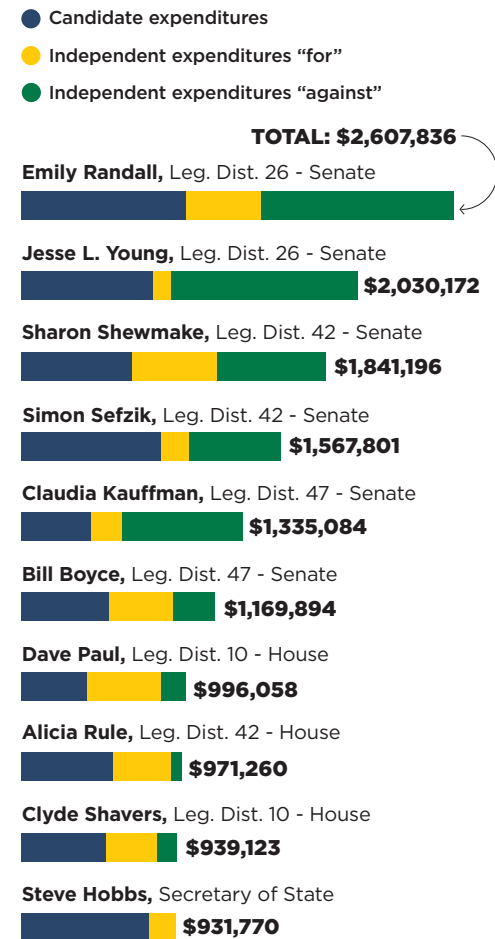 Candidate expenditures
Independent expenditures “for”
Independent expenditures “against”
TOTAL: $2,607,836
Emily Randall, Leg. Dist. 26 - Senate
Jesse L. Young, Leg. Dist. 26 - Senate
$2,030,172
Sharon Shewmake, Leg. Dist. 42 - Senate
$1,841,196
Simon Sefzik, Leg. Dist. 42 - Senate
$1,567,801
Claudia Kauffman, Leg. Dist. 47 - Senate
$1,335,084
Bill Boyce, Leg. Dist. 47 - Senate
$1,169,894
Dave Paul, Leg. Dist. 10 - House
$996,058
Alicia Rule, Leg. Dist. 42 - House
$971,260
Clyde Shavers, Leg. Dist. 10 - House
$939,123
Steve Hobbs, Secretary of State
$931,770